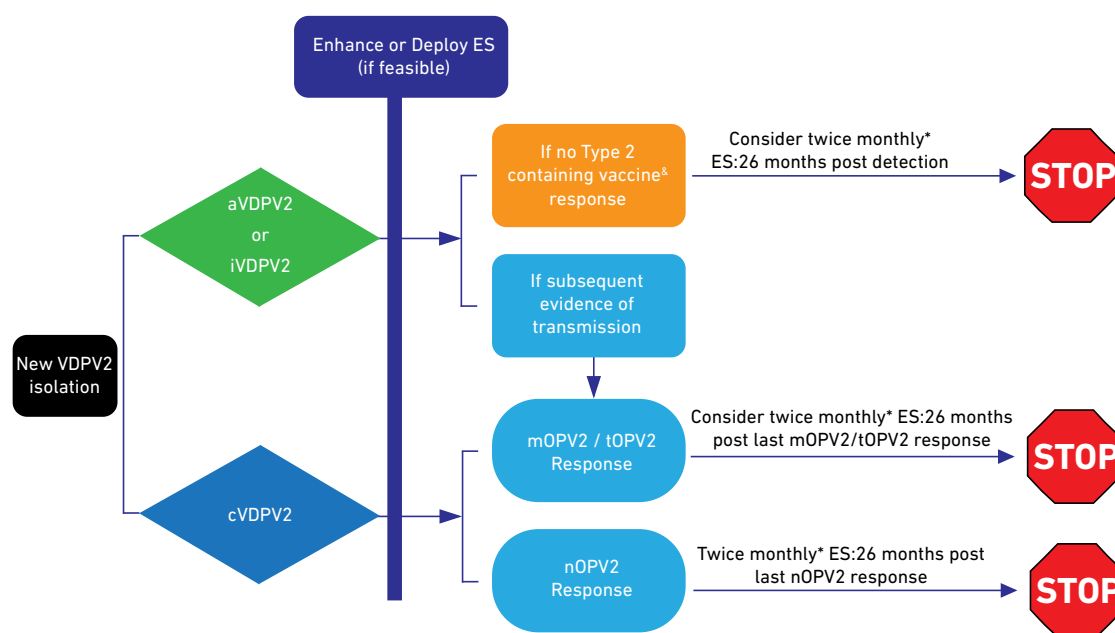 Enhance or Deploy ES
(if feasible)
If no Type 2
containing vaccine&
response
Consider twice monthly*
ES:26 months post detection
STOP
aVDPV2
or
iVDPV2
If subsequent
evidence of
transmission
New VDPV2
isolation
mOPV2 / tOPV2
Response
Consider twice monthly* ES:26 months
post last mOPV2/tOPV2 response
STOP
cVDPV2
nOPV2
Response
Twice monthly* ES:26 months post
last nOPV2 response
STOP